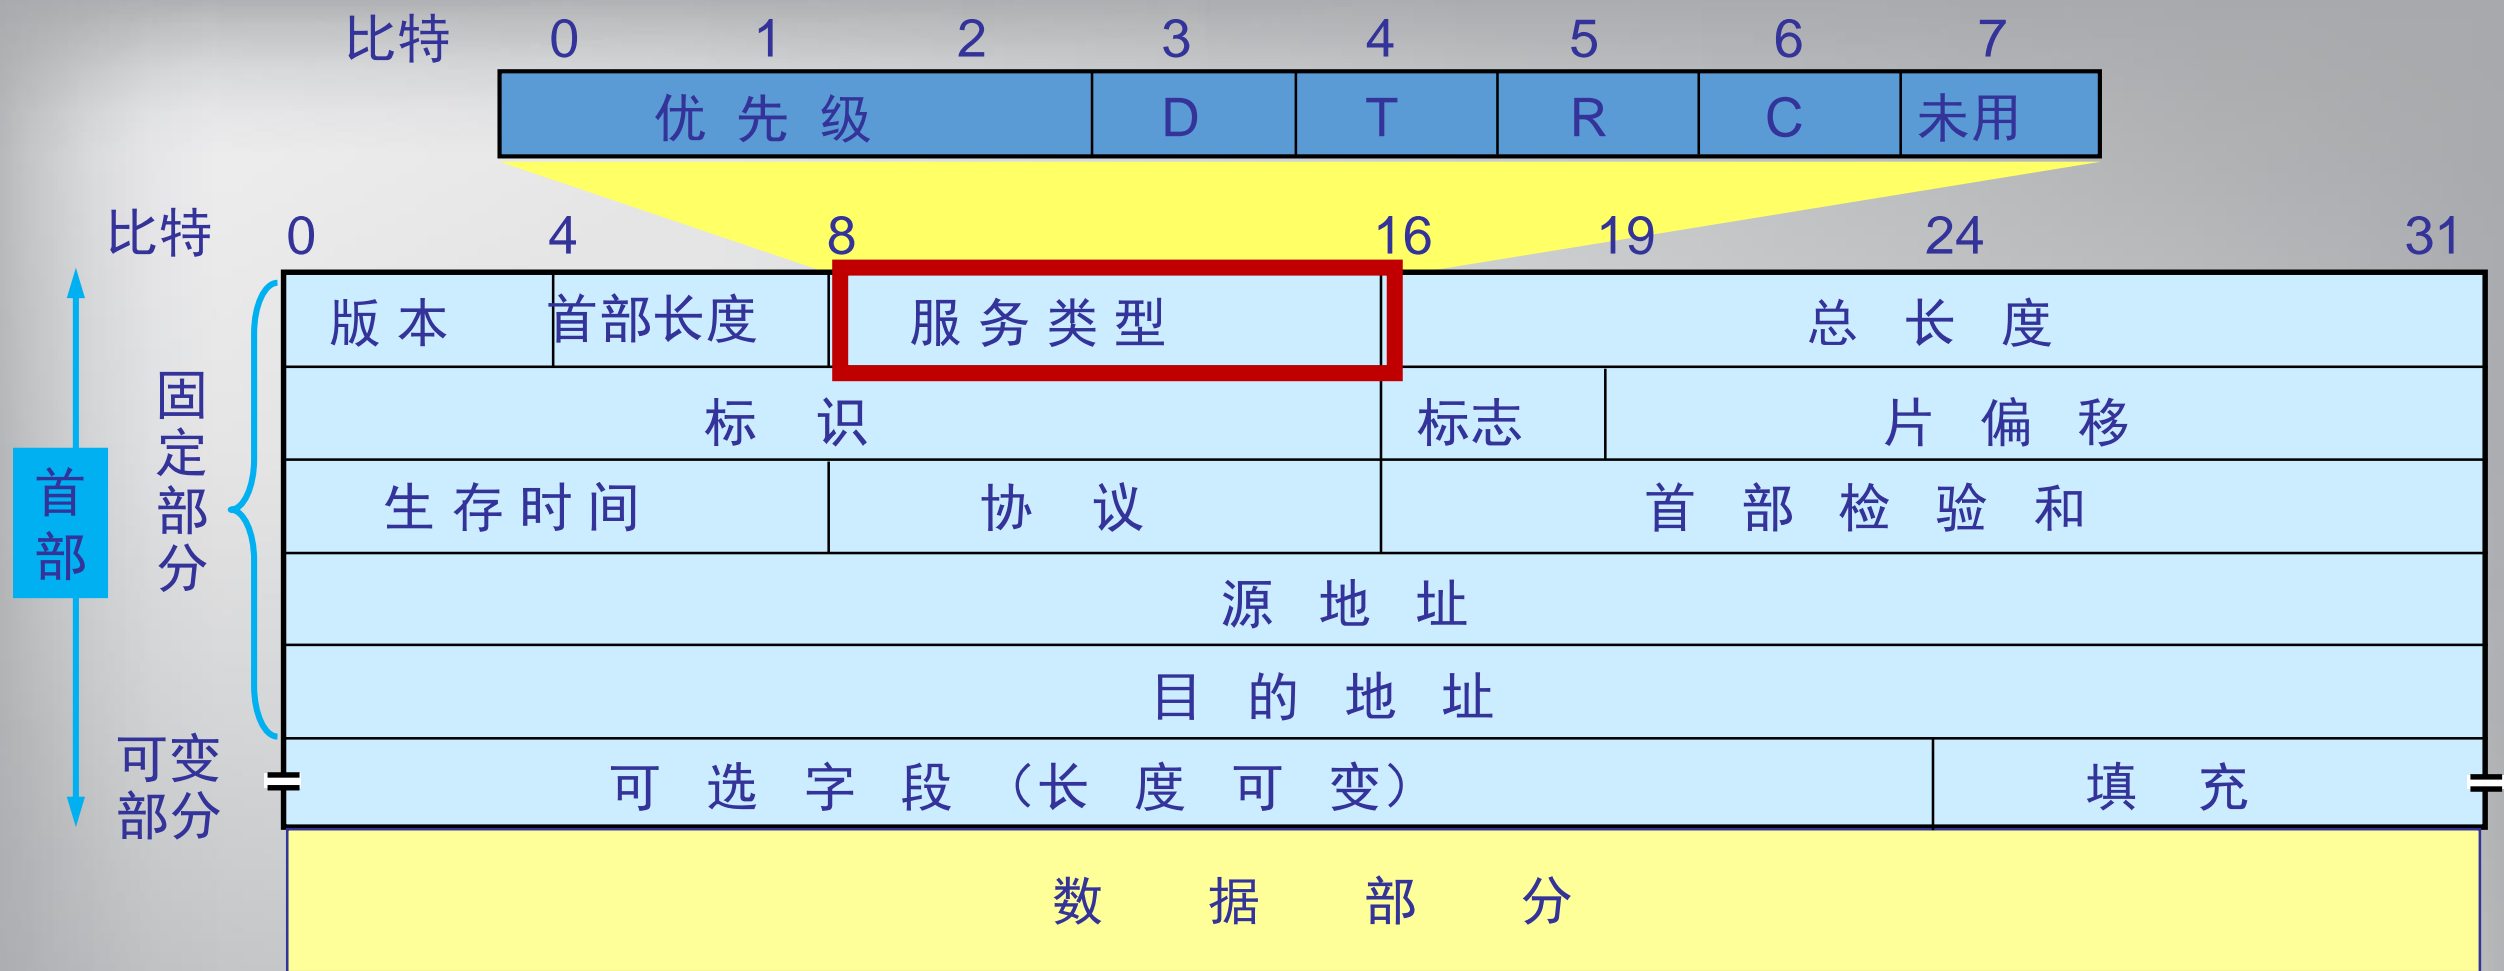 比特 0 1 2 3 4 5 6 7
优先级 D T R C 未用
比特 0 4 8 16 19 24 31
版本 首部长度 服务类型 总长度
标识 标志 片偏移
生存时间 协议 首部检验和
源地址
目的地址
可选字段（长度可变） 填充
数据部分
首部
固定部分
可变
部分